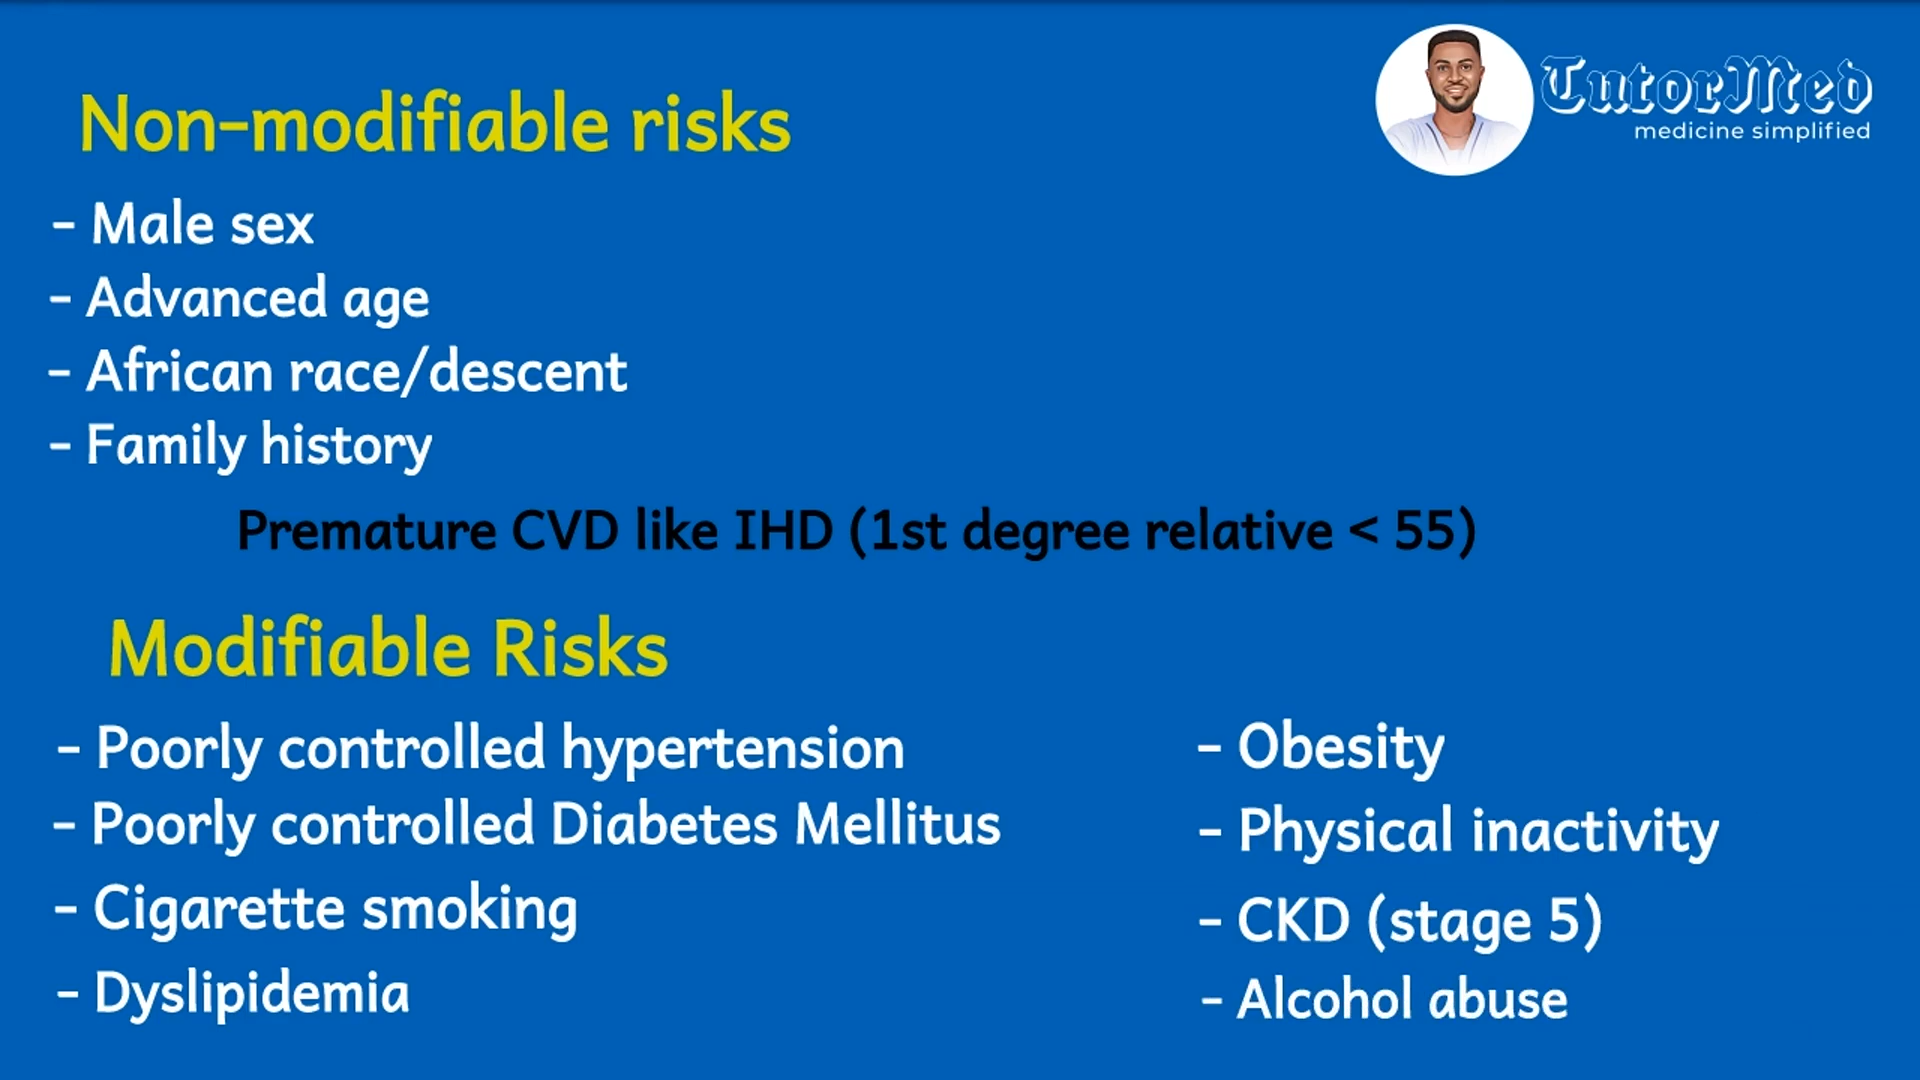 TutorMed
medicine simplified
Non-modifiable risks
- Male sex
- Advanced age
- African race/descent
- Family history
Premature CVD like IHD (1st degree relative < 55)
Modifiable Risks
- Poorly controlled hypertension
- Poorly controlled Diabetes Mellitus
- Cigarette smoking
- Dyslipidemia
- Obesity
- Physical inactivity
- CKD (stage 5)
- Alcohol abuse